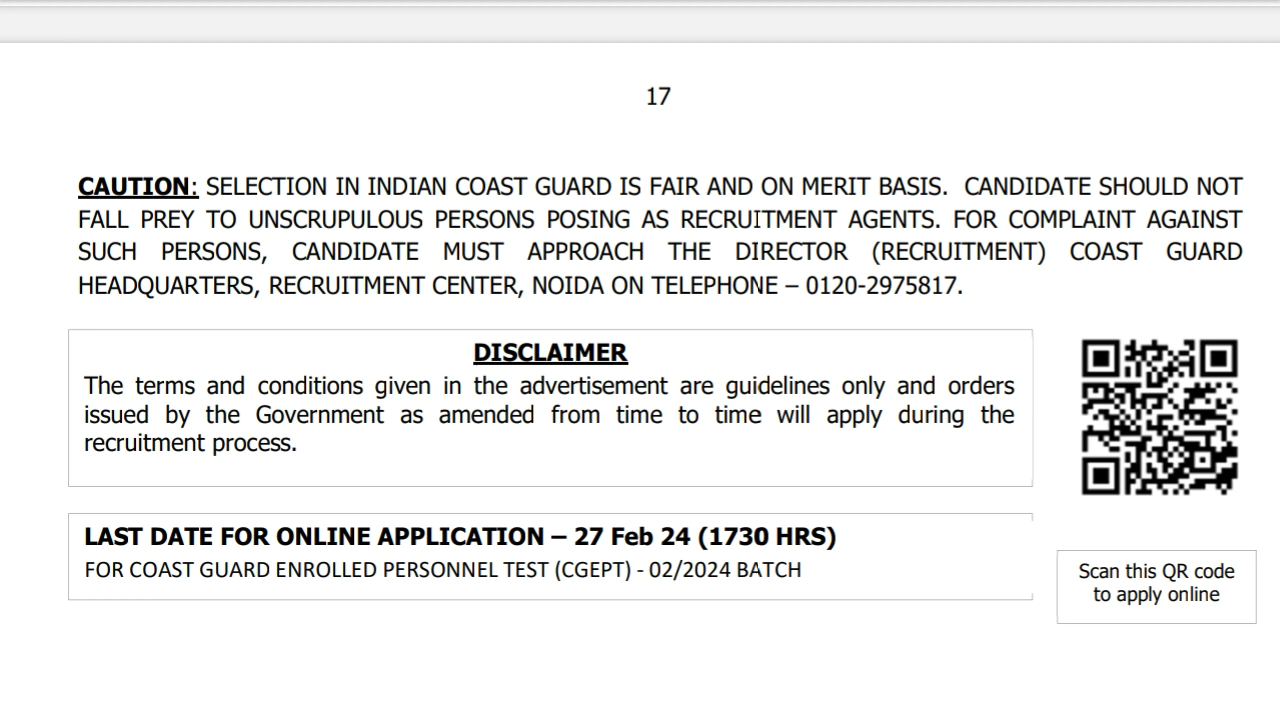 17
CAUTION: SELECTION IN INDIAN COAST GUARD IS FAIR AND ON MERIT BASIS. CANDIDATE SHOULD NOT
FALL PREY TO UNSCRUPULOUS PERSONS POSING AS RECRUITMENT AGENTS. FOR COMPLAINT AGAINST
SUCH PERSONS, CANDIDATE MUST APPROACH THE DIRECTOR (RECRUITMENT) COAST GUARD
HEADQUARTERS, RECRUITMENT CENTER, NOIDA ON TELEPHONE – 0120-2975817.
DISCLAIMER
The terms and conditions given in the advertisement are guidelines only and orders
issued by the Government as amended from time to time will apply during the
recruitment process.
LAST DATE FOR ONLINE APPLICATION – 27 Feb 24 (1730 HRS)
FOR COAST GUARD ENROLLED PERSONNEL TEST (CGEPT) - 02/2024 BATCH
Scan this QR code
to apply online